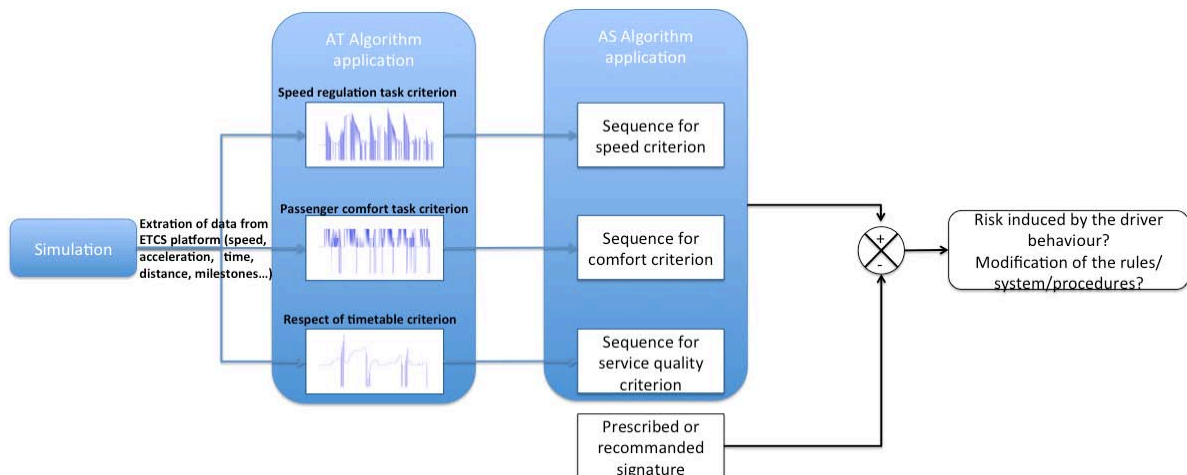 AT Algorithm
application
AS Algorithm
application
Speed regulation task criterion
Sequence for
speed criterion
Simulation
Extration of data from
ETCS platform (speed,
acceleration, time,
distance, milestones...)
Passenger comfort task criterion
Sequence for
comfort criterion
Respect of timetable criterion
Sequence for
service quality
criterion
Prescribed or
recommanded
signature
+
-
Risk induced by the driver
behaviour?
Modification of the rules/
system/procedures?